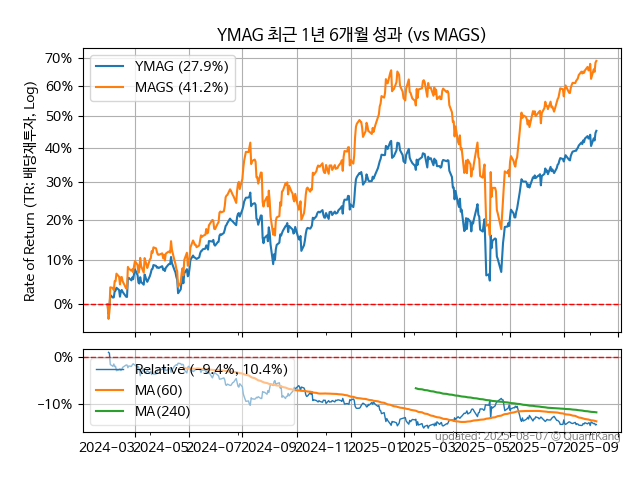 YMAG 최근 1년 6개월 성과 (vs MAGS)
Rate of Return (TR: 배당재투자, Log)
70%
60%
50%
40%
30%
20%
10%
0%
YMAG (27.9%)
MAGS (41.2%)
0%
−10%
Relative (−9.4%, 10.4%)
MA(60)
MA(240)
2024-03 2024-05 2024-07 2024-09 2024-11 2025-01 2025-03 2025-05 2025-07 2025-09
updated: 2025-08-07 © QuantKang